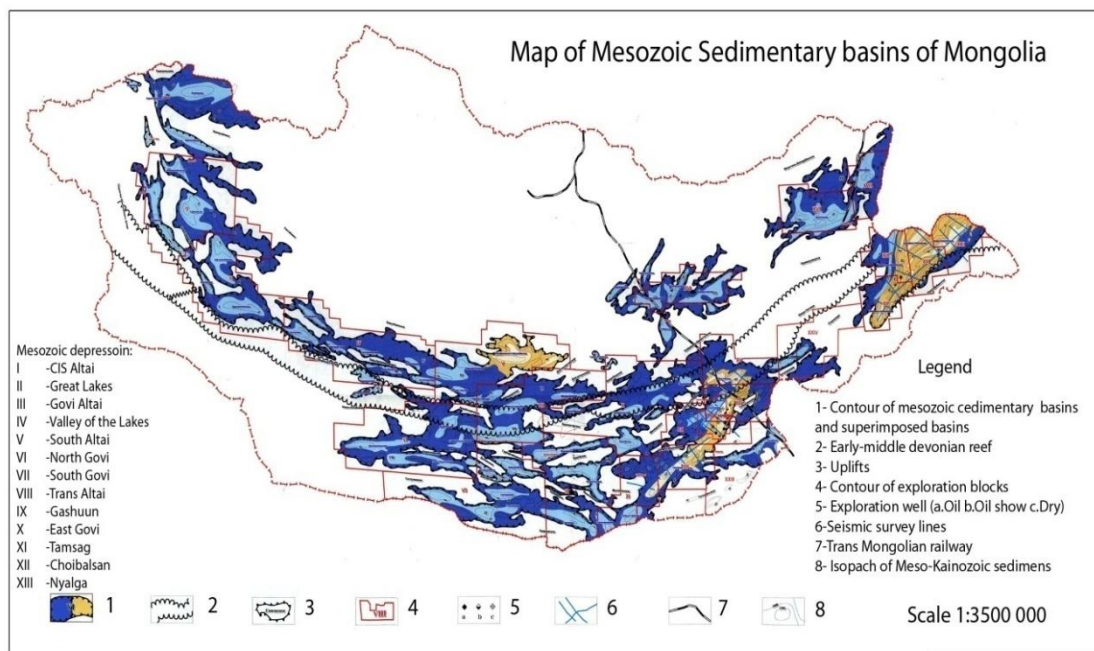 Map of Mesozoic Sedimentary basins of Mongolia
Mesozoic depressoin:
I -CIS Altai
II -Great Lakes
III -Govi Altai
IV -Valley of the Lakes
V -South Altai
VI -North Govi
VII -South Govi
VIII -Trans Altai
IX -Gashuun
X -East Govi
XI -Tamsag
XII -Choibalsan
XIII -Nyalga
Legend
1- Contour of mesozoic cedimentary basins
and superimposed basins
2- Early-middle devonian reef
3- Uplifts
4- Contour of exploration blocks
5- Exploration well (a.Oil b.Oil show c.Dry)
6-Seismic survey lines
7-Trans Mongolian railway
8- Isopach of Meso-Kainozoic sedimens
1 2 3 4 5 6 7 8
a b c
Scale 1:3500 000